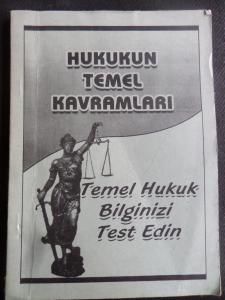 HUKUKUN
TEMEL
KAVRAMLARI
Temel Hukuk
Bilginizi
Test Edin